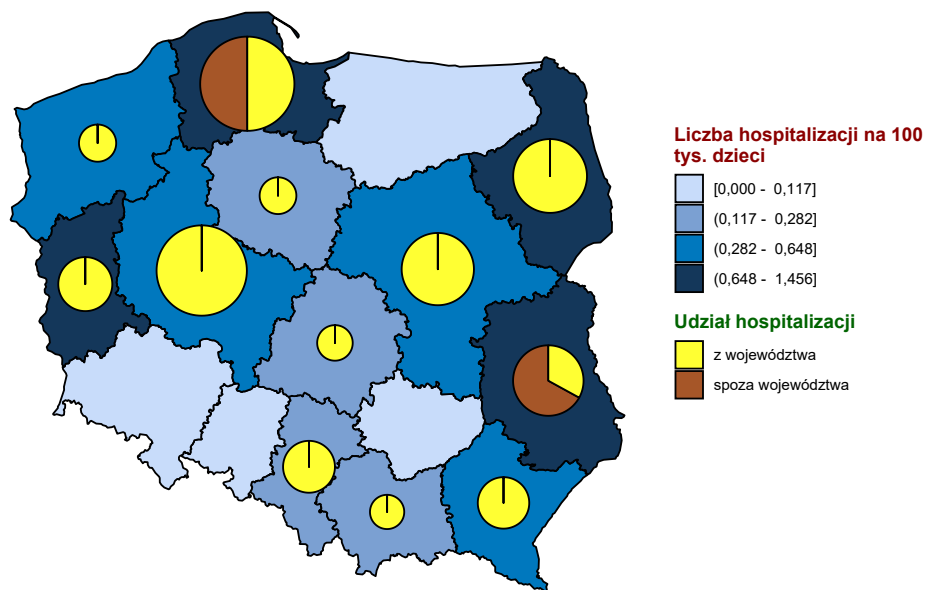 Liczba hospitalizacji na 100
tys. dzieci
[0,000 - 0,117]
(0,117 - 0,282]
(0,282 - 0,648]
(0,648 - 1,456]
Udział hospitalizacji
z województwa
spoza województwa